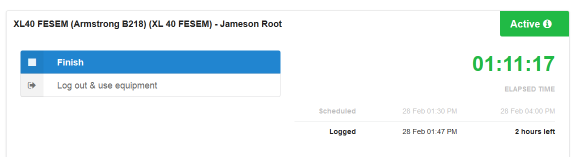 XL40 FESEM (Armstrong B218) (XL 40 FESEM) - Jameson Root
Active
Finish
Log out & use equipment
01:11:17
ELAPSED TIME
Scheduled 28 Feb 01:30 PM 28 Feb 04:00 PM
Logged 28 Feb 01:47 PM 2 hours left